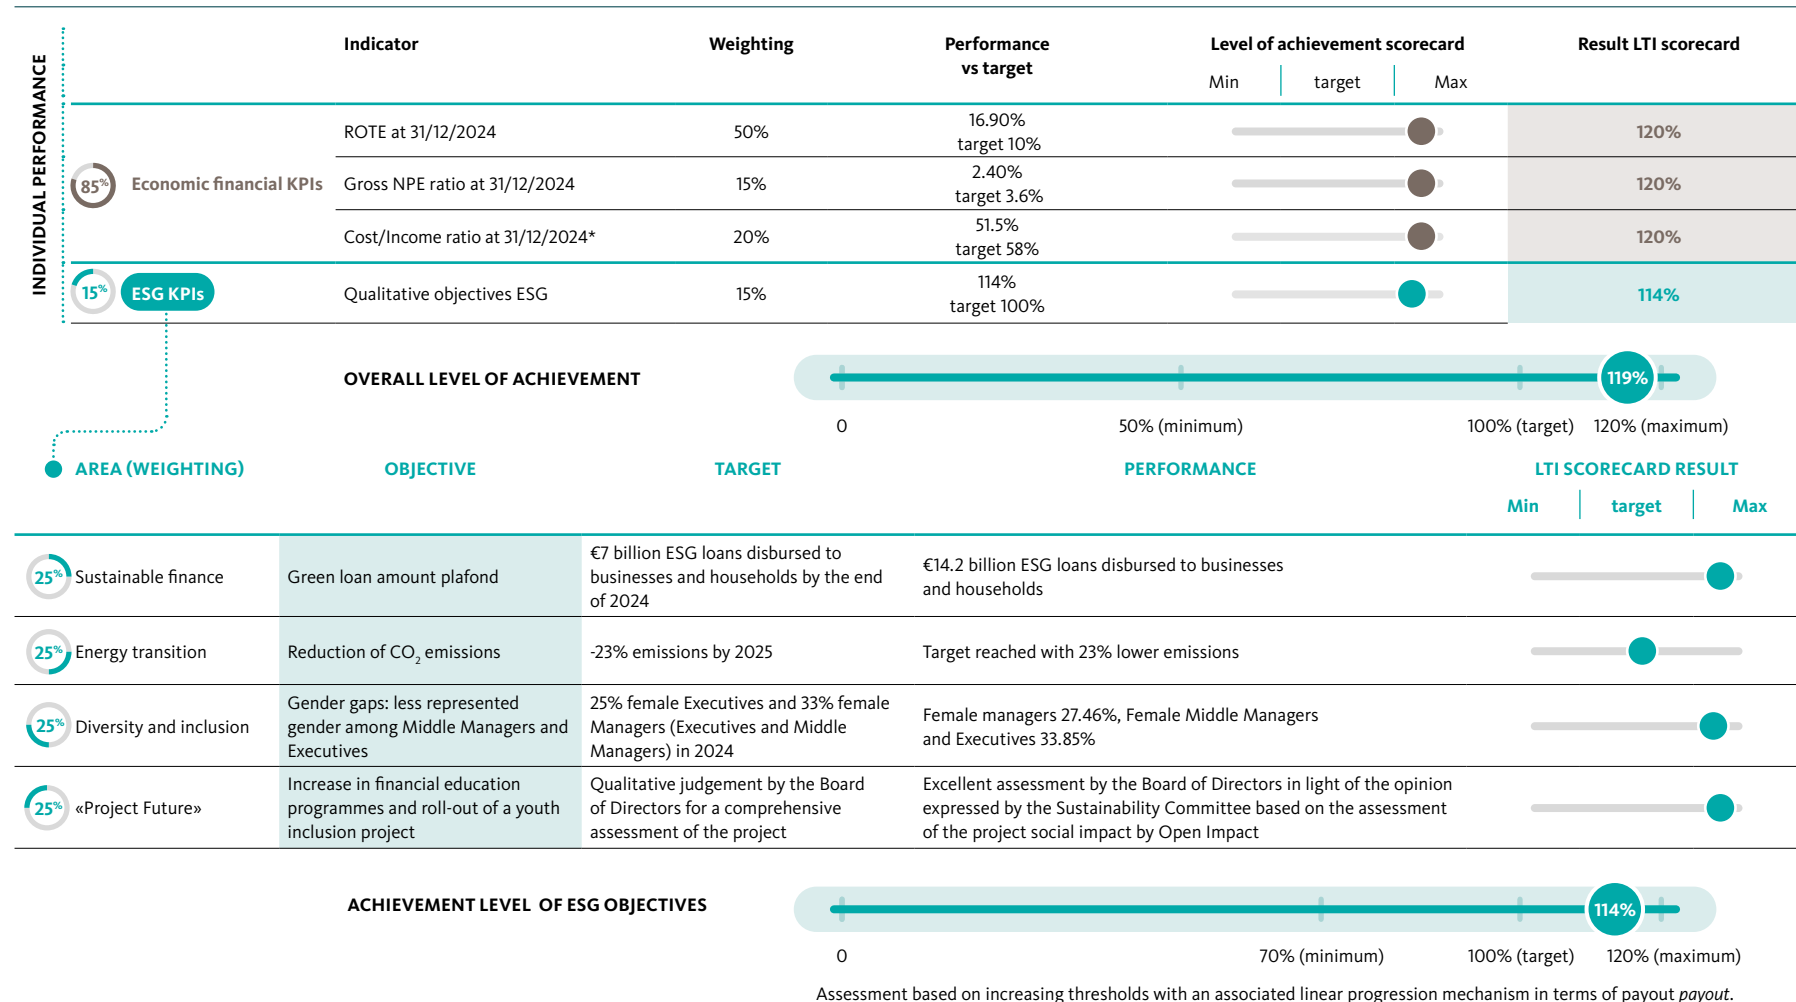 INDIVIDUAL PERFORMANCE
Indicator
Weighting
Performance
vs target
Level of achievement scorecard
Min
target
Max
Result LTI scorecard
85%
Economic financial KPIs
ROTE at 31/12/2024
50%
16.90%
target 10%
120%
Gross NPE ratio at 31/12/2024
15%
2.40%
target 3.6%
120%
Cost/Income ratio at 31/12/2024*
20%
51.5%
target 58%
120%
15%
ESG KPIs
Qualitative objectives ESG
15%
114%
target 100%
114%
OVERALL LEVEL OF ACHIEVEMENT
119%
0
50% (minimum)
100% (target)
120% (maximum)
AREA (WEIGHTING)
OBJECTIVE
TARGET
PERFORMANCE
LTI SCORECARD RESULT
Min
target
Max
25%
Sustainable finance
Green loan amount plafond
€7 billion ESG loans disbursed to
businesses and households by the end
of 2024
€14.2 billion ESG loans disbursed to businesses
and households
25%
Energy transition
Reduction of CO2 emissions
-23% emissions by 2025
Target reached with 23% lower emissions
25%
Diversity and inclusion
Gender gaps: less represented
gender among Middle Managers and
Executives
25% female Executives and 33% female
Managers (Executives and Middle
Managers) in 2024
Female managers 27.46%, Female Middle Managers
and Executives 33.85%
25%
«Project Future»
Increase in financial education
programmes and roll-out of a youth
inclusion project
Qualitative judgement by the Board
of Directors for a comprehensive
assessment of the project
Excellent assessment by the Board of Directors in light of the opinion
expressed by the Sustainability Committee based on the assessment
of the project social impact by Open Impact
ACHIEVEMENT LEVEL OF ESG OBJECTIVES
114%
0
70% (minimum)
100% (target)
120% (maximum)
Assessment based on increasing thresholds with an associated linear progression mechanism in terms of payout payout.